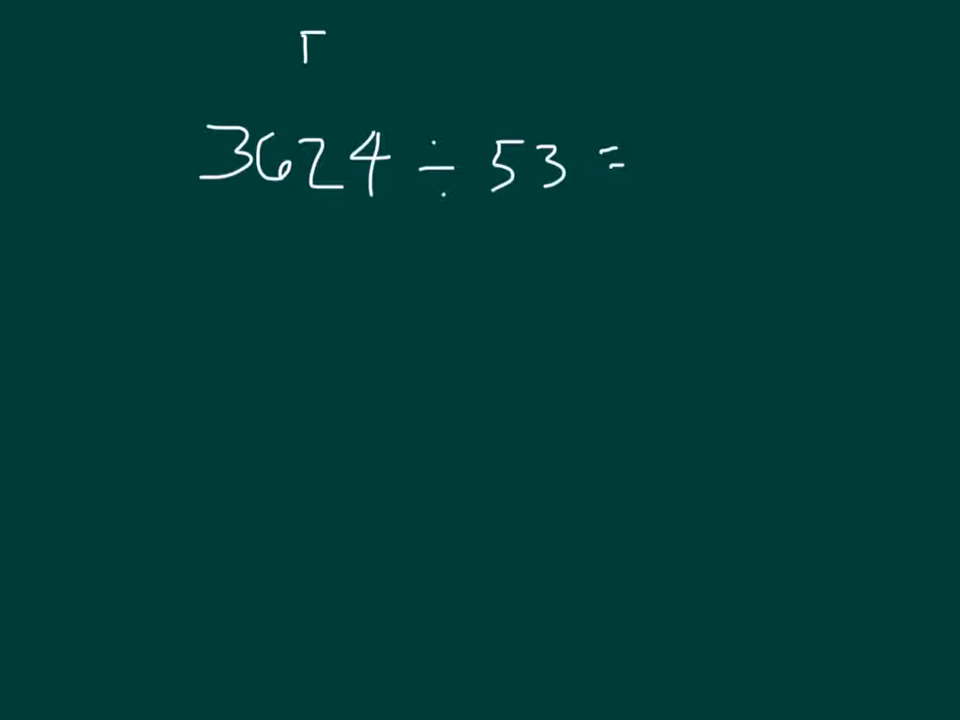 3624 ÷ 53 =